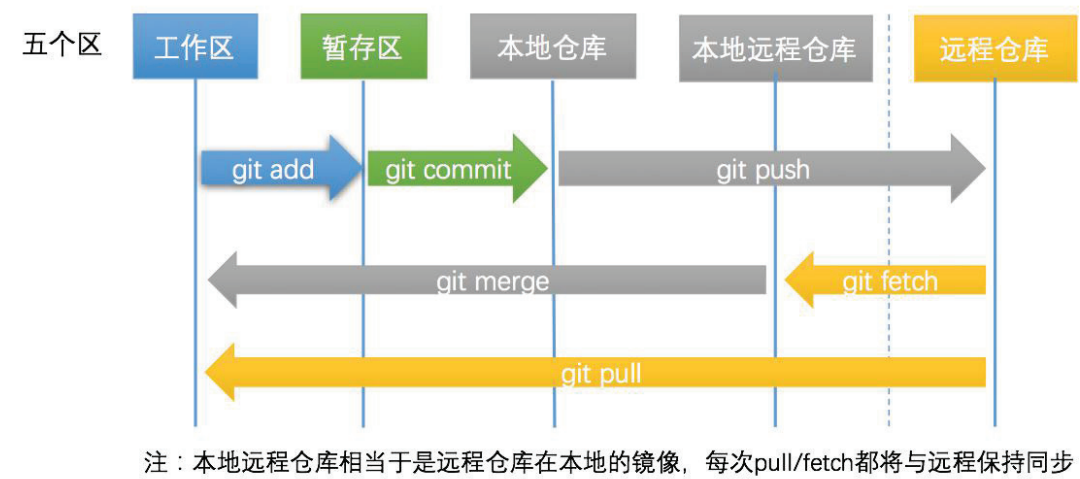 五个区 工作区 暂存区 本地仓库 本地远程仓库 远程仓库
git add git commit git push
git merge git fetch
git pull
注：本地远程仓库相当于是远程仓库在本地的镜像，每次pull/fetch都将与远程保持同步